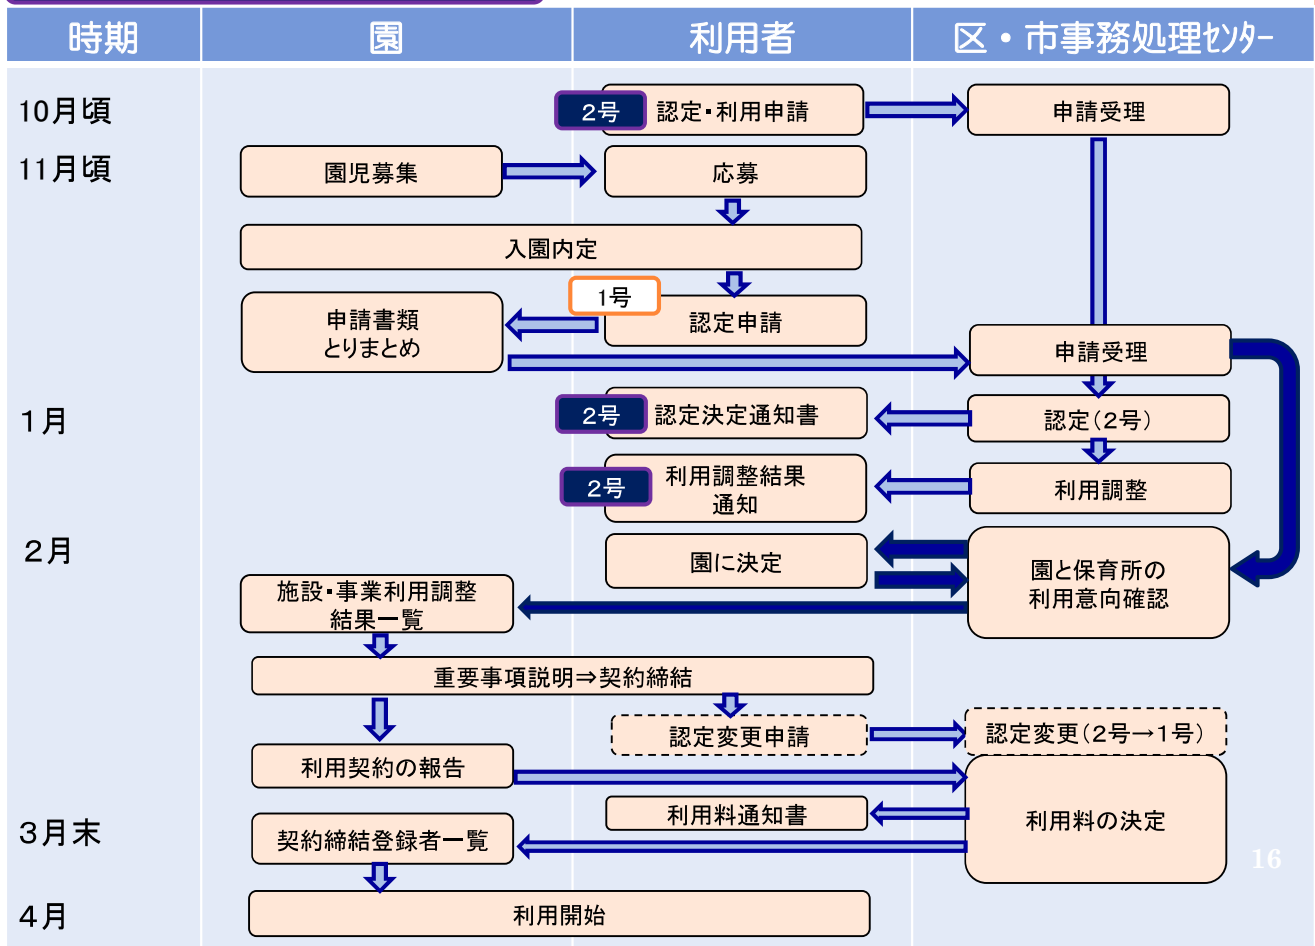 時期
園
利用者
区・市事務処理ｾﾝﾀｰ
10月頃
2号
認定・利用申請
申請受理
11月頃
園児募集
応募
入園内定
1号
申請書類
とりまとめ
認定申請
申請受理
1月
2号
認定決定通知書
認定(2号)
2号
利用調整結果
通知
利用調整
2月
園に決定
園と保育所の
利用意向確認
施設・事業利用調整
結果一覧
重要事項説明⇒契約締結
認定変更申請
認定変更(2号→1号)
利用契約の報告
利用料通知書
利用料の決定
3月末
契約締結登録者一覧
16
4月
利用開始